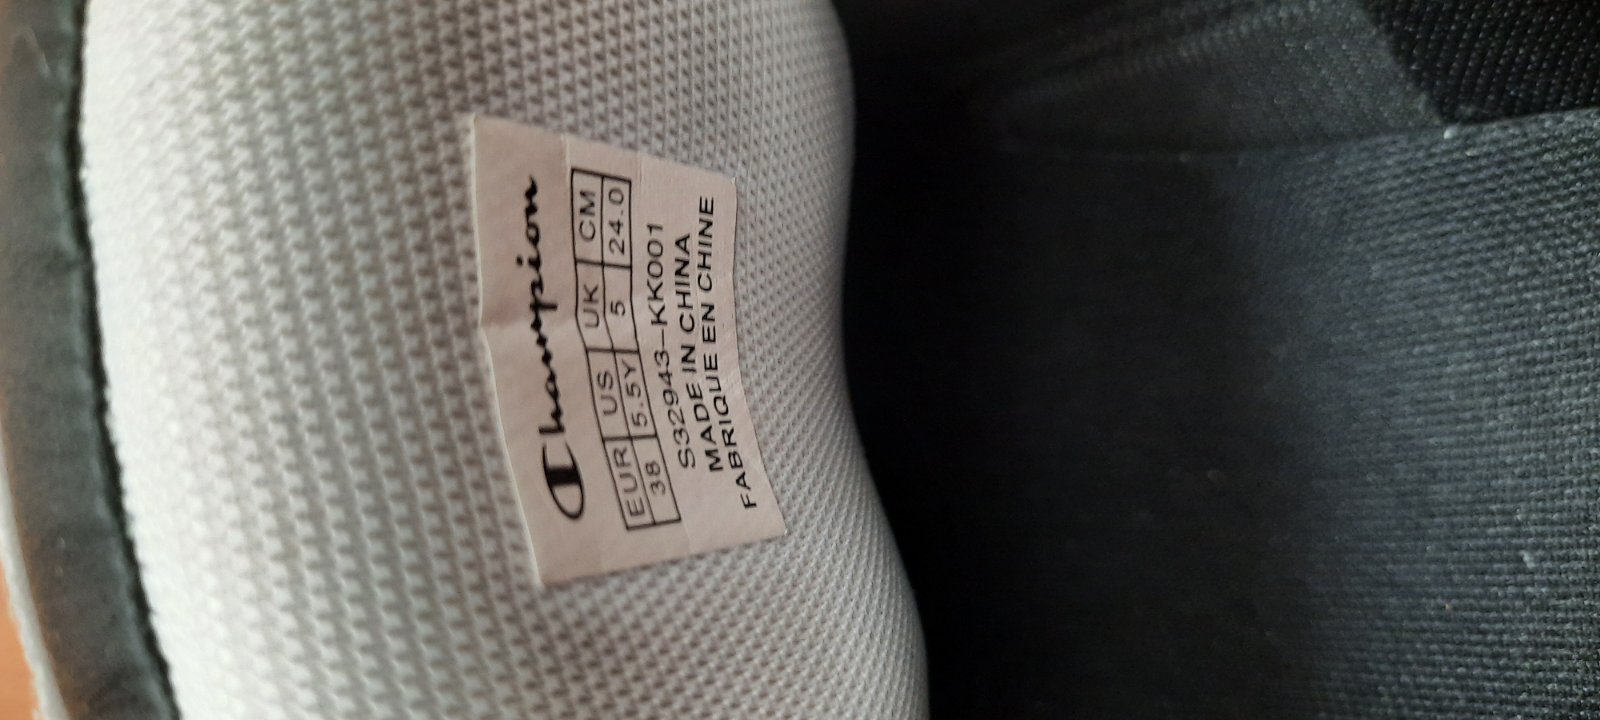 Champion
EUR US UK CM
38 5.5Y 5 24.0
S32943-KK001
MADE IN CHINA
FABRIQUE EN CHINE